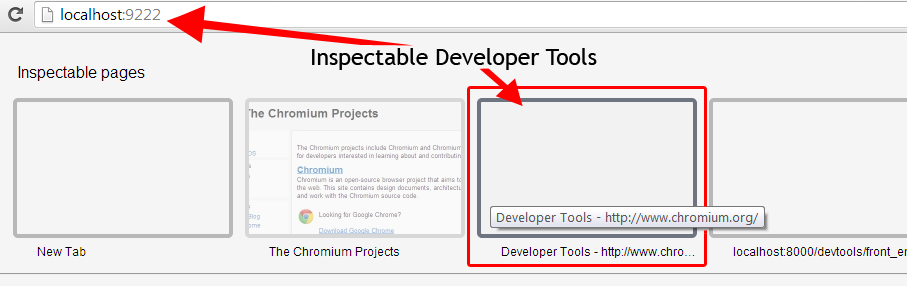 localhost:9222
Inspectable Developer Tools
Inspectable pages
The Chromium Projects
The Chromium projects include Chromium and Chromium
for developers interested in learning about and contributin
Chromium
Chromium is an open-source browser project that aims to
the web. This site contains design documents, architectu
and work with the Chromium source code.
Blog
Looking for Google Chrome?
Download Google Chrome
Developer Tools - http://www.chromium.org/
New Tab
The Chromium Projects
Developer Tools - http://www.chro...
localhost:8000/devtools/front_en